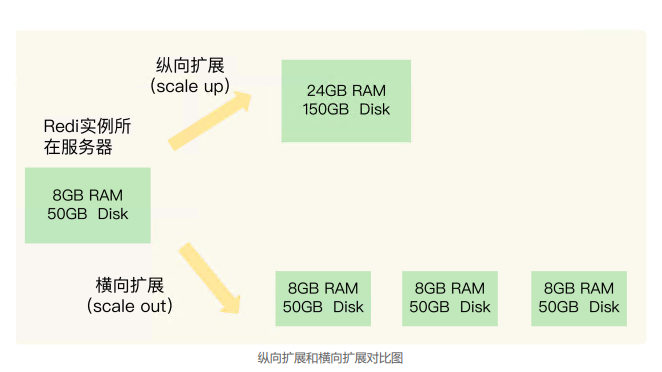 纵向扩展
（scale up）
24GB RAM
150GB Disk
Redi实例所
在服务器
8GB RAM
50GB Disk
横向扩展
（scale out）
8GB RAM
50GB Disk
8GB RAM
50GB Disk
8GB RAM
50GB Disk
纵向扩展和横向扩展对比图